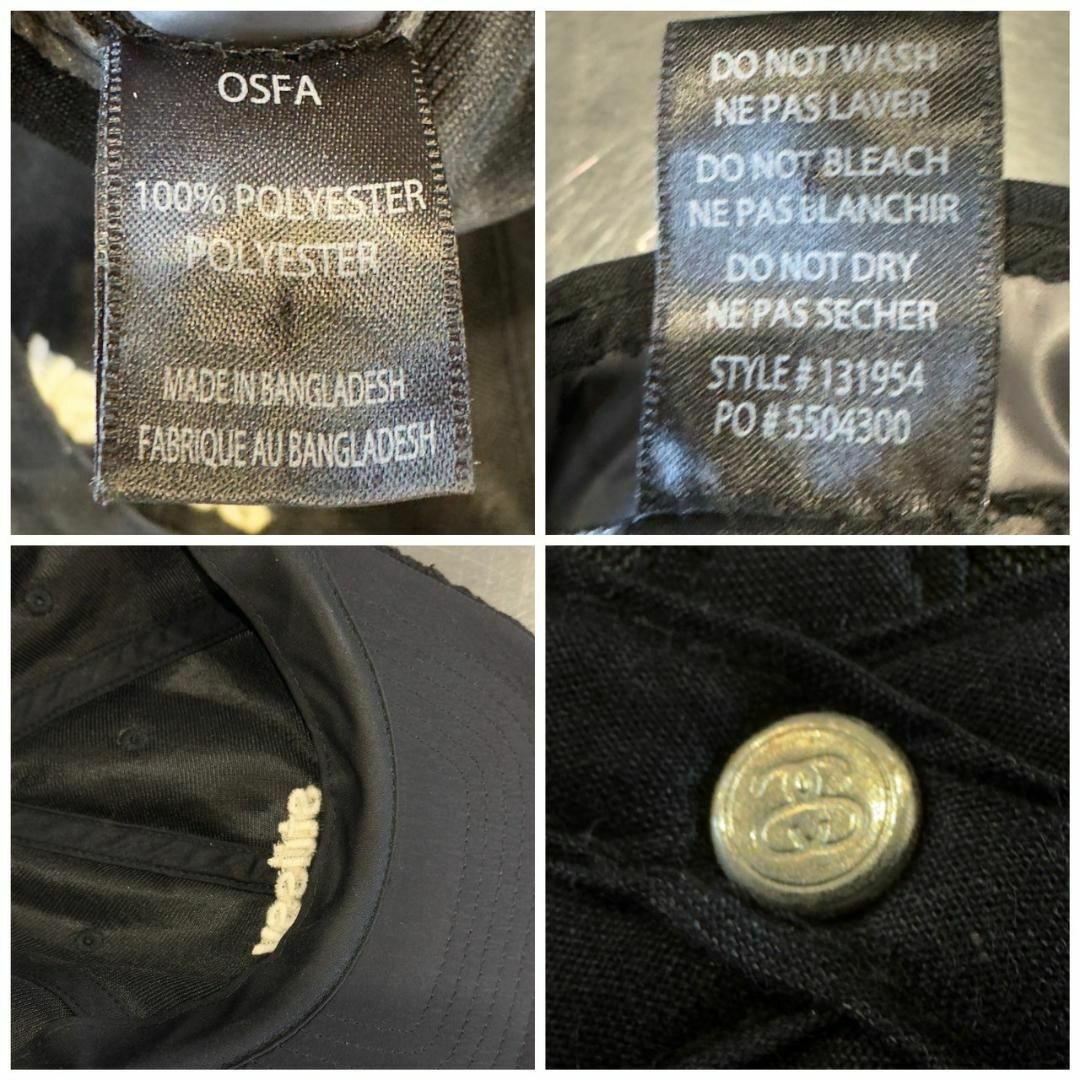 OSFA
100% POLYESTER
POLYESTER
MADE IN BANGLADESH
FABRIQUE AU BANGLADESH
DO NOT WASH
NE PAS LAVER
DO NOT BLEACH
NE PAS BLANCHIR
DO NOT DRY
NE PAS SECHER
STYLE # 131954
PO # 5504300